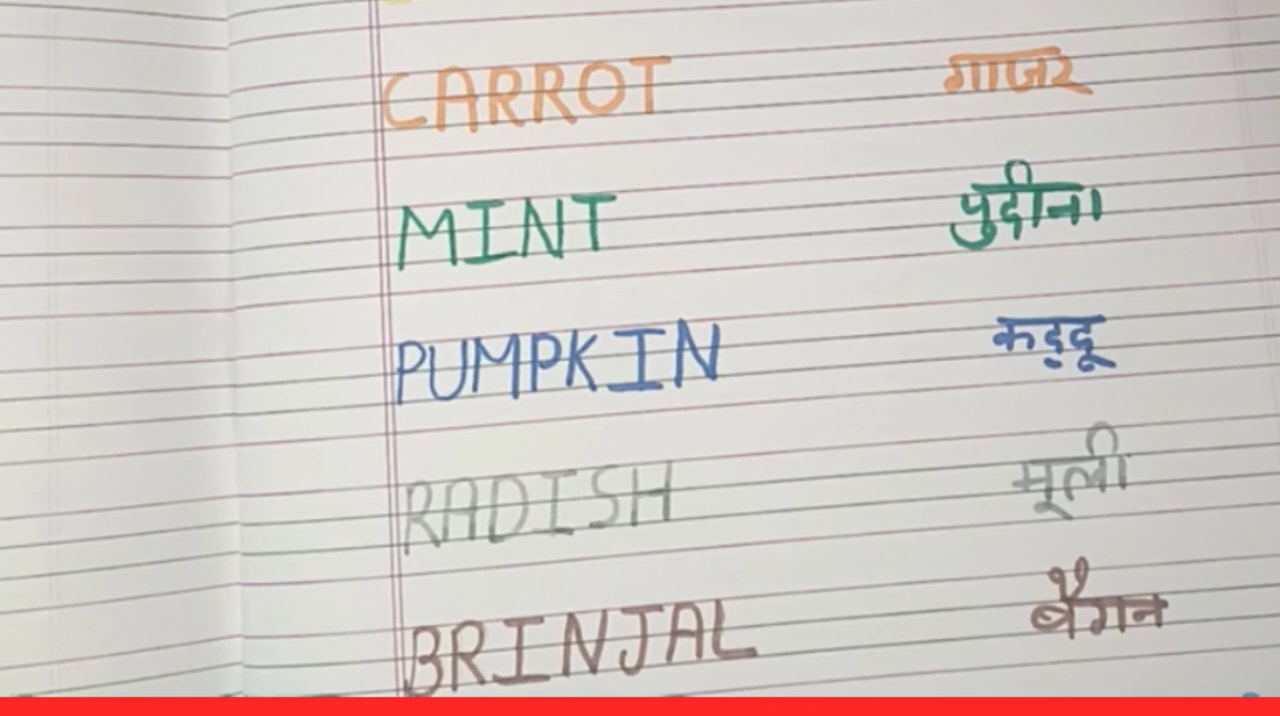 CARROT गाजर
MINT पुदीना
PUMPKIN कद्दू
RADISH मूली
BRINJAL बैंगन